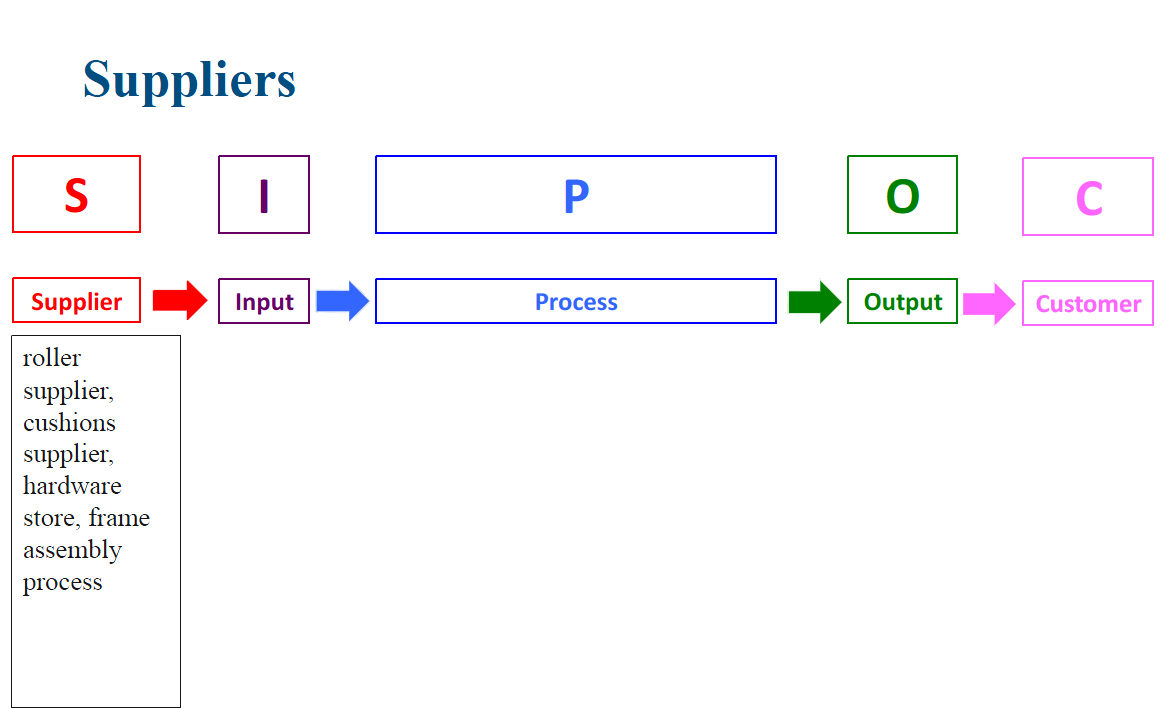 Suppliers
S I P O C
Supplier Input Process Output Customer
roller
supplier,
cushions
supplier,
hardware
store, frame
assembly
process